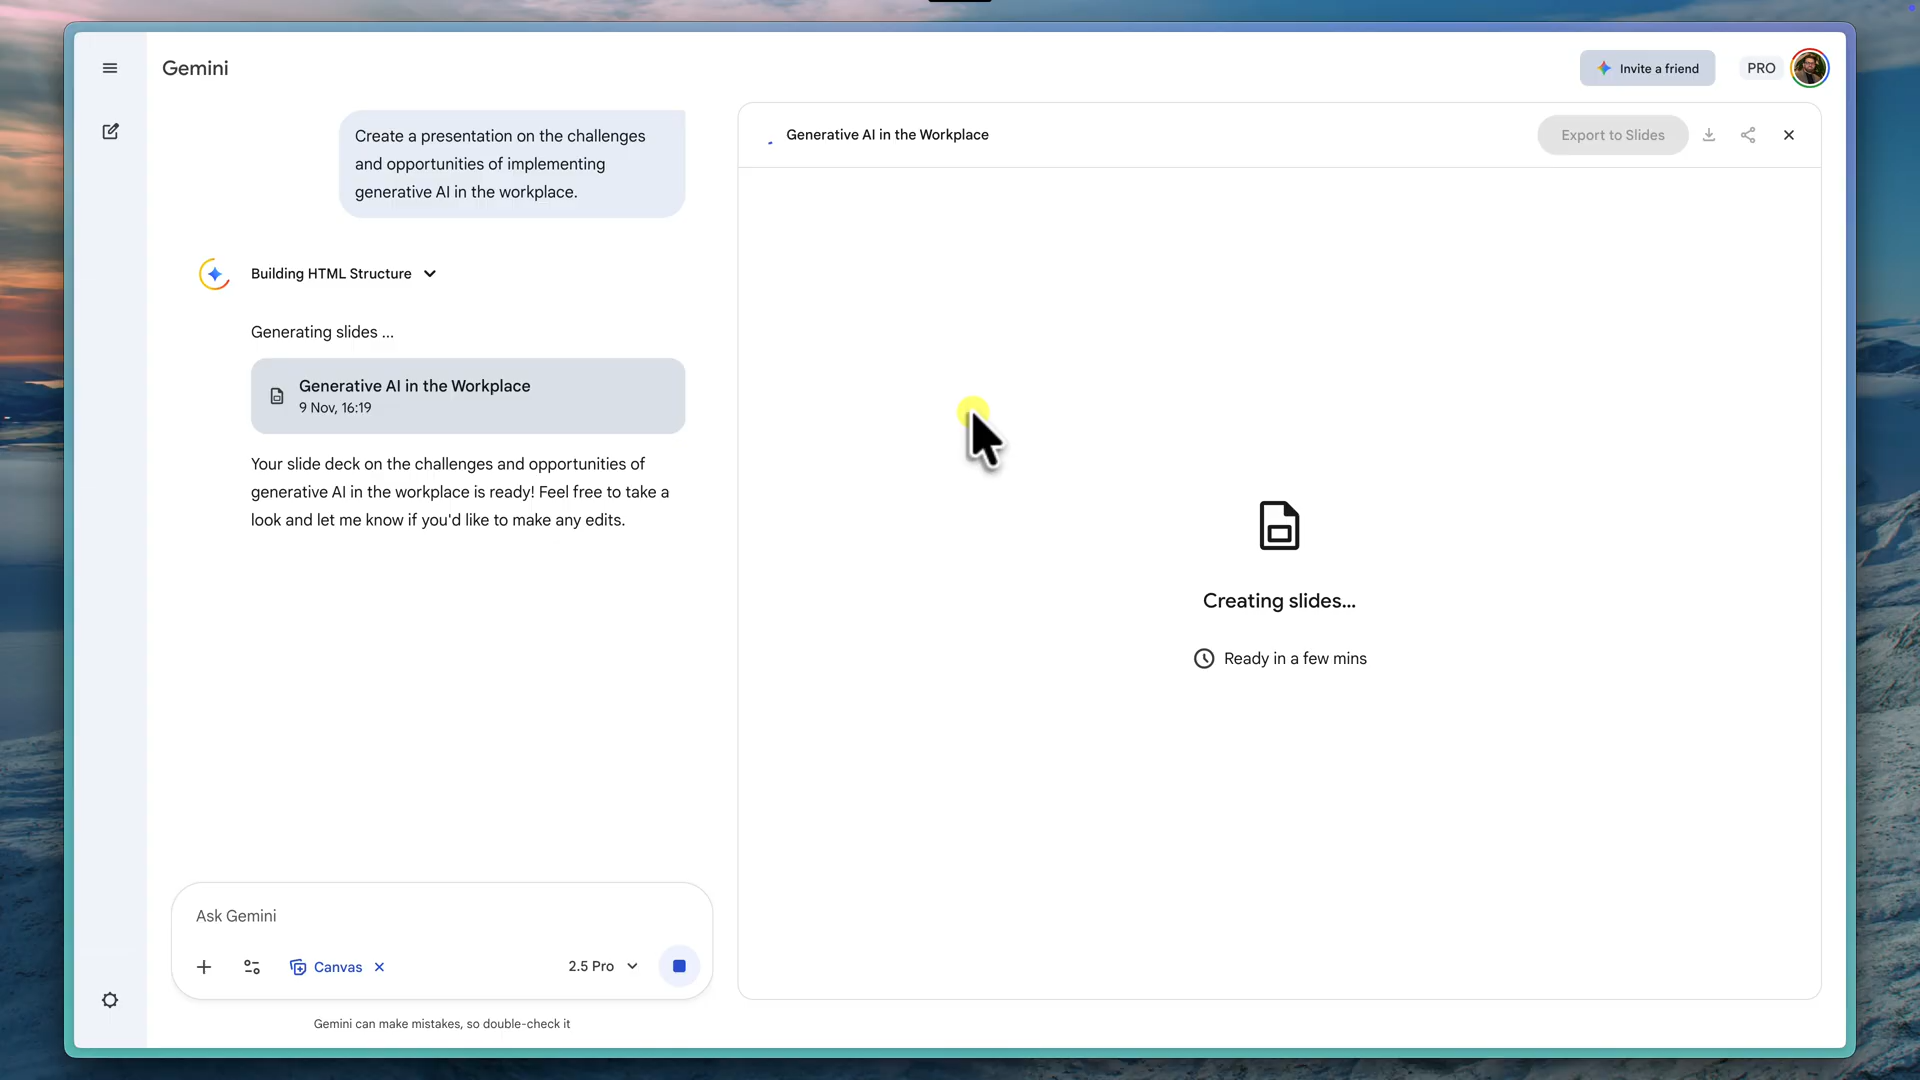 Gemini
Invite a friend
PRO
Create a presentation on the challenges
and opportunities of implementing
generative AI in the workplace.
Building HTML Structure
Generating slides ...
Generative AI in the Workplace
9 Nov, 16:19
Your slide deck on the challenges and opportunities of
generative AI in the workplace is ready! Feel free to take a
look and let me know if you'd like to make any edits.
Ask Gemini
Canvas
2.5 Pro
Gemini can make mistakes, so double-check it
Generative AI in the Workplace
Export to Slides
Creating slides...
Ready in a few mins